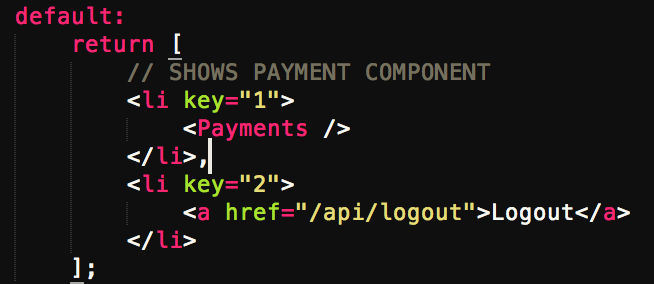 default:
return [
// SHOWS PAYMENT COMPONENT
<li key="1">
<Payments />
</li>,
<li key="2">
<a href="/api/logout">Logout</a>
</li>
];